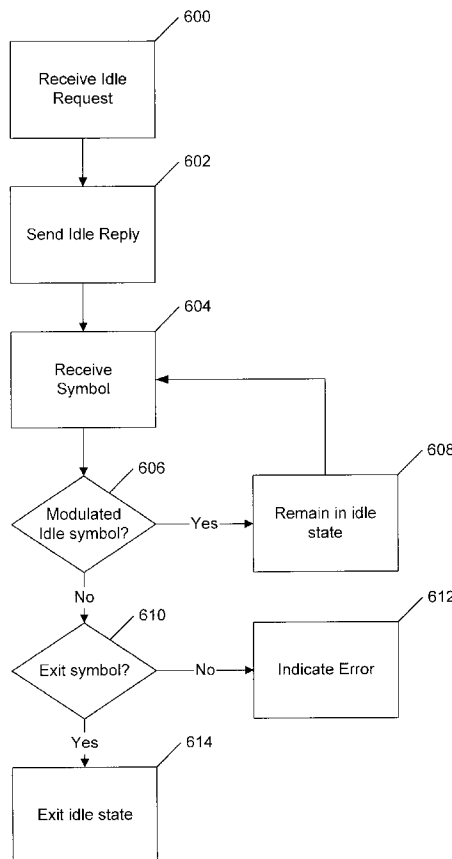 600
Receive Idle
Request
602
Send Idle Reply
604
Receive
Symbol
606
608
Modulated
Idle symbol?
Yes
Remain in idle
state
No
610
612
Exit symbol?
No
Indicate Error
Yes
614
Exit idle state